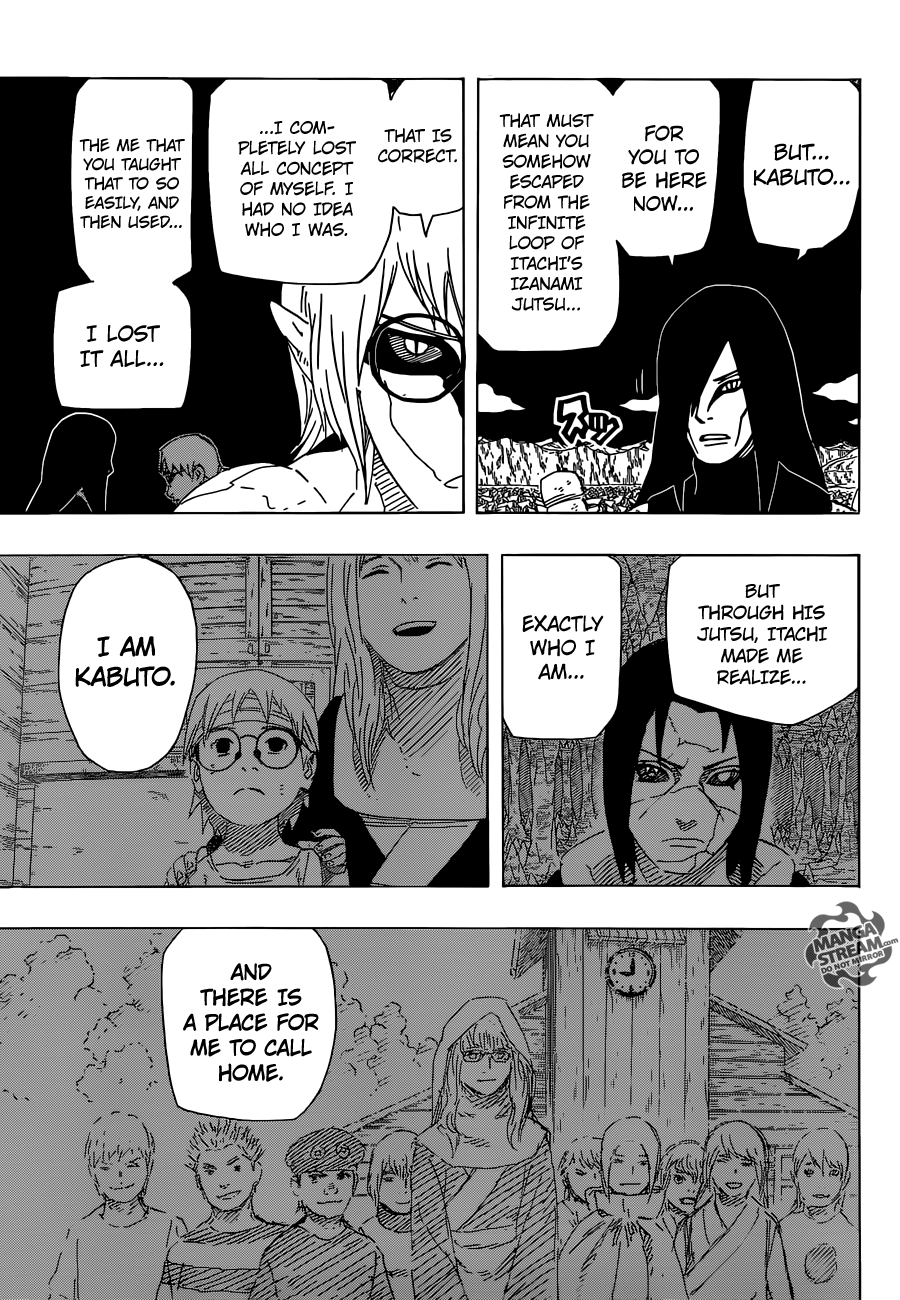 BUT...
KABUTO...
FOR
YOU TO
BE HERE
NOW...
THAT MUST
MEAN YOU
SOMEHOW
ESCAPED
FROM THE
INFINITE
LOOP OF
ITACHI'S
IZANAMI
JUTSU...
スッ
THAT IS
CORRECT.
...I COM-
PLETELY LOST
ALL CONCEPT
OF MYSELF. I
HAD NO IDEA
WHO I WAS.
THE ME THAT
YOU TAUGHT
THAT TO SO
EASILY, AND
THEN USED...
I LOST
IT ALL...
BUT
THROUGH HIS
JUTSU, ITACHI
MADE ME
REALIZE...
EXACTLY
WHO I
AM...
I AM
KABUTO.
AND
THERE IS
A PLACE FOR
ME TO CALL
HOME.
MANGA
STREAM.com
DO NOT MIRROR